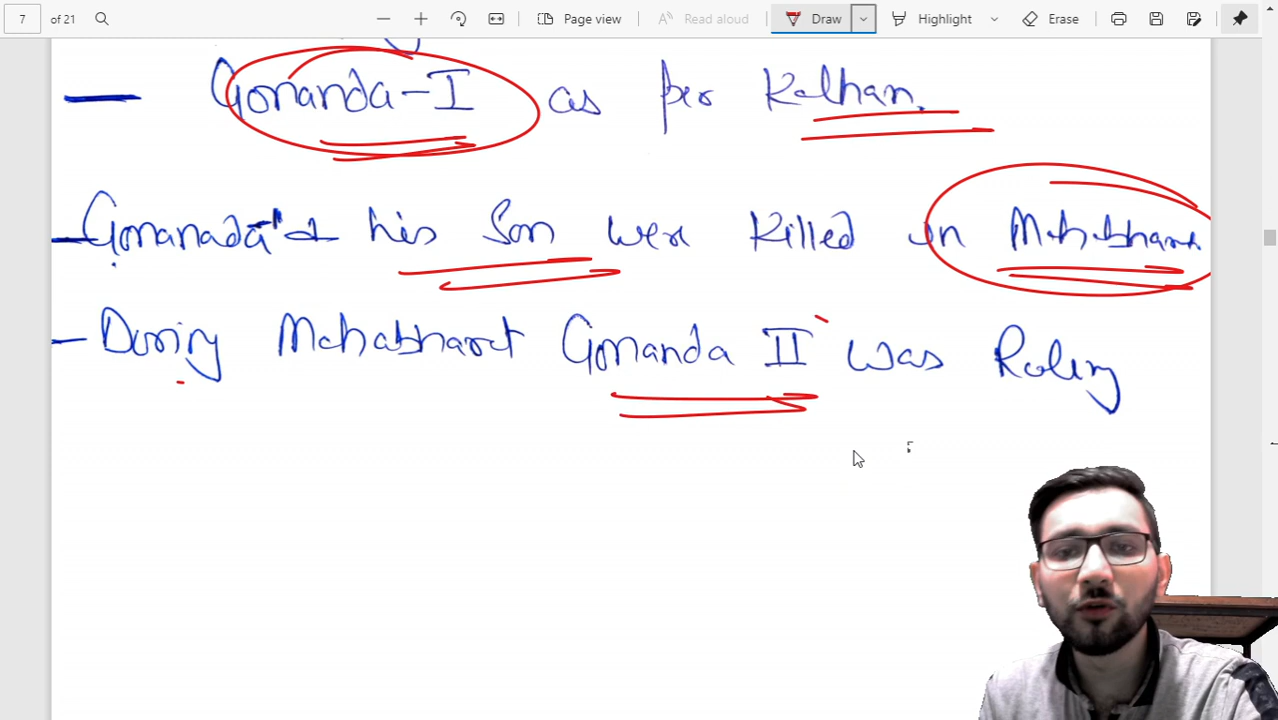 7 of 21 Page view Read aloud Draw Highlight Erase
— Gonanda-I as per Kalhan.
- Gonanada & his Son were killed in Mahabharat
- During Mahabharat Gonanda II was Ruling